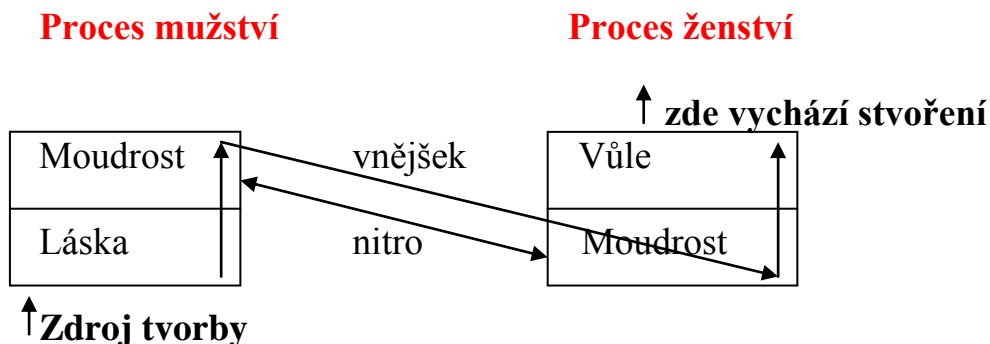 Proces mužství Proces ženství
zde vychází stvoření
Moudrost vnějšek Vůle
Láska nitro Moudrost
Zdroj tvorby